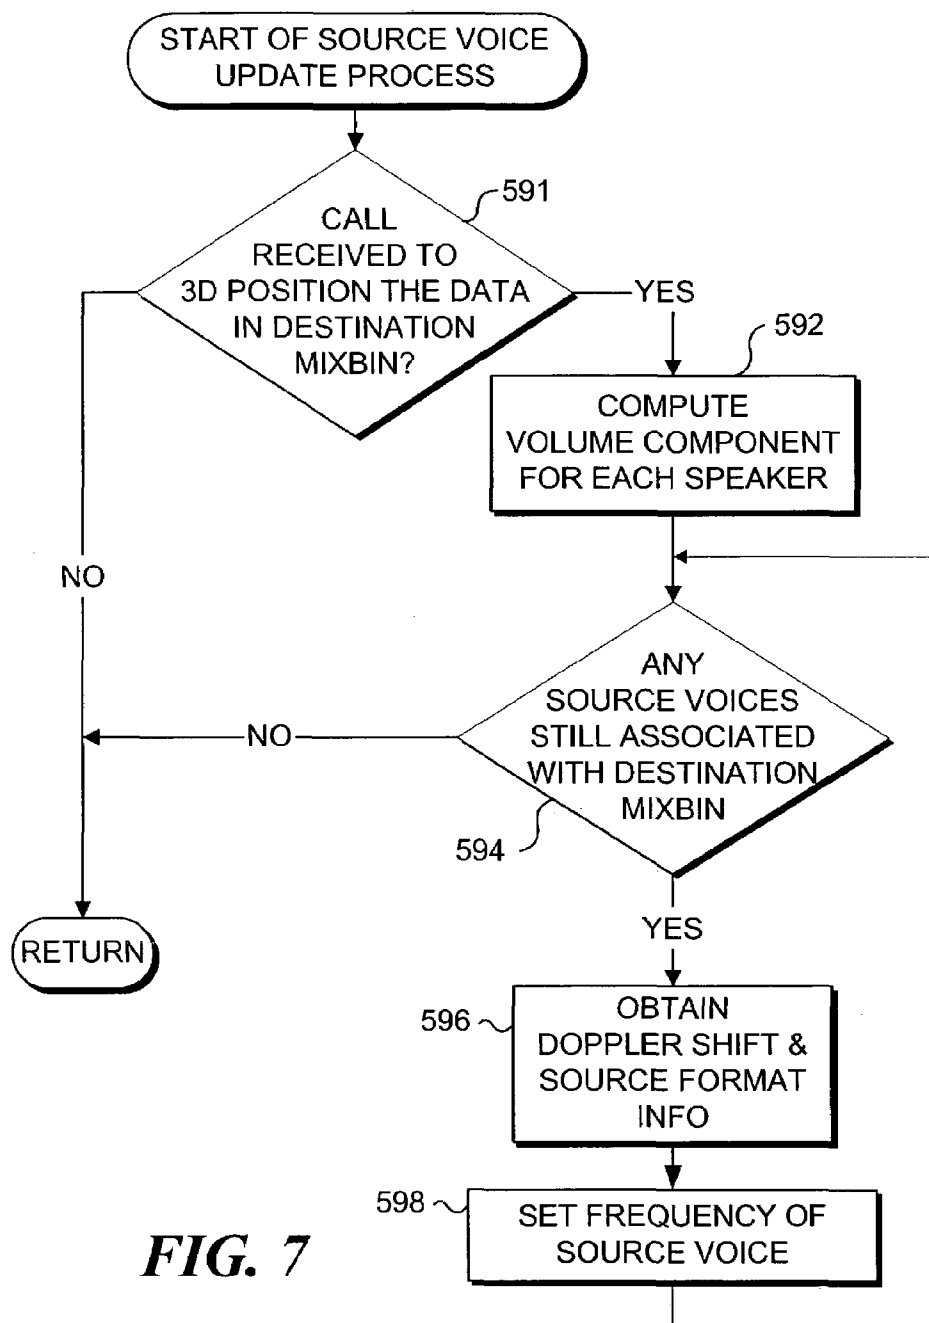 START OF SOURCE VOICE
UPDATE PROCESS
591
CALL
RECEIVED TO
3D POSITION THE DATA
IN DESTINATION
MIXBIN?
YES
592
COMPUTE
VOLUME COMPONENT
FOR EACH SPEAKER
NO
ANY
SOURCE VOICES
STILL ASSOCIATED
WITH DESTINATION
MIXBIN
NO
594
YES
RETURN
596
OBTAIN
DOPPLER SHIFT &
SOURCE FORMAT
INFO
598
SET FREQUENCY OF
SOURCE VOICE
FIG. 7